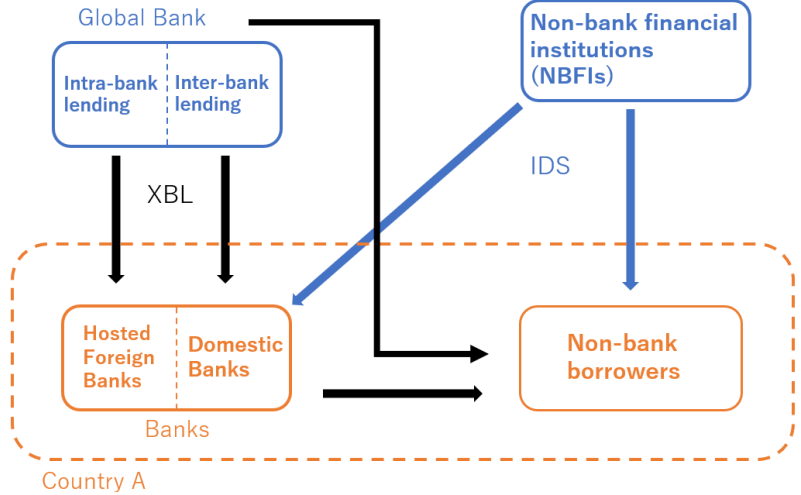 Global Bank
Intra-bank
lending
Inter-bank
lending
Non-bank financial
institutions
(NBFIs)
XBL
IDS
Hosted
Foreign
Banks
Domestic
Banks
Non-bank
borrowers
Banks
Country A